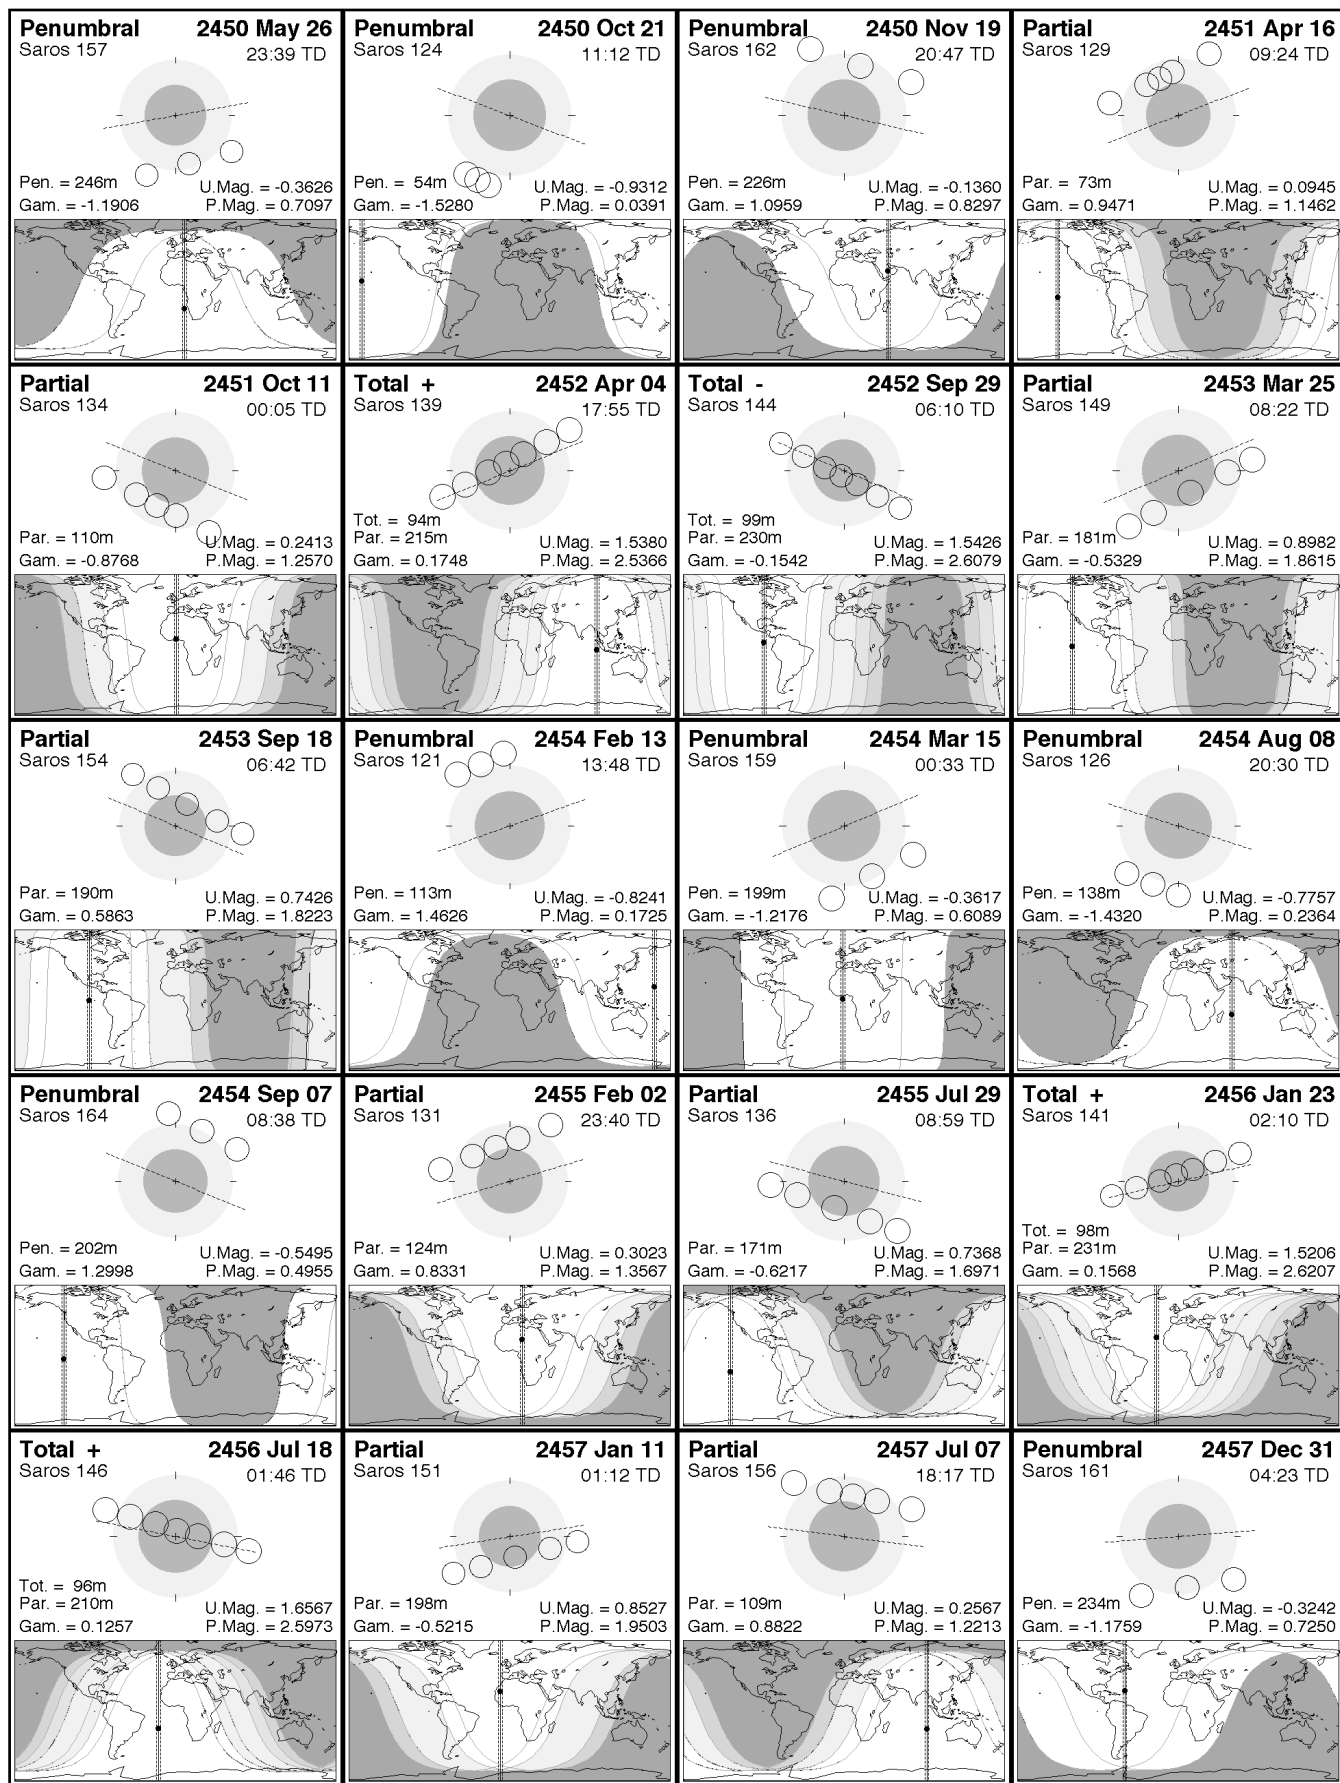 Penumbral 2450 May 26
Saros 157 23:39 TD
Pen. = 246m U.Mag. = -0.3626
Gam. = -1.1906 P.Mag. = 0.7097
Penumbral 2450 Oct 21
Saros 124 11:12 TD
Pen. = 54m U.Mag. = -0.9312
Gam. = -1.5280 P.Mag. = 0.0391
Penumbral 2450 Nov 19
Saros 162 20:47 TD
Pen. = 226m U.Mag. = -0.1360
Gam. = 1.0959 P.Mag. = 0.8297
Partial 2451 Apr 16
Saros 129 09:24 TD
Par. = 73m U.Mag. = 0.0945
Gam. = 0.9471 P.Mag. = 1.1462
Partial 2451 Oct 11
Saros 134 00:05 TD
Par. = 110m U.Mag. = 0.2413
Gam. = -0.8768 P.Mag. = 1.2570
Total + 2452 Apr 04
Saros 139 17:55 TD
Tot. = 94m
Par. = 215m U.Mag. = 1.5380
Gam. = 0.1748 P.Mag. = 2.5366
Total - 2452 Sep 29
Saros 144 06:10 TD
Tot. = 99m
Par. = 230m U.Mag. = 1.5426
Gam. = -0.1542 P.Mag. = 2.6079
Partial 2453 Mar 25
Saros 149 08:22 TD
Par. = 181m U.Mag. = 0.8982
Gam. = -0.5329 P.Mag. = 1.8615
Partial 2453 Sep 18
Saros 154 06:42 TD
Par. = 190m U.Mag. = 0.7426
Gam. = 0.5863 P.Mag. = 1.8223
Penumbral 2454 Feb 13
Saros 121 13:48 TD
Pen. = 113m U.Mag. = -0.8241
Gam. = 1.4626 P.Mag. = 0.1725
Penumbral 2454 Mar 15
Saros 159 00:33 TD
Pen. = 199m U.Mag. = -0.3617
Gam. = -1.2176 P.Mag. = 0.6089
Penumbral 2454 Aug 08
Saros 126 20:30 TD
Pen. = 138m U.Mag. = -0.7757
Gam. = -1.4320 P.Mag. = 0.2364
Penumbral 2454 Sep 07
Saros 164 08:38 TD
Pen. = 202m U.Mag. = -0.5495
Gam. = 1.2998 P.Mag. = 0.4955
Partial 2455 Feb 02
Saros 131 23:40 TD
Par. = 124m U.Mag. = 0.3023
Gam. = 0.8331 P.Mag. = 1.3567
Partial 2455 Jul 29
Saros 136 08:59 TD
Par. = 171m U.Mag. = 0.7368
Gam. = -0.6217 P.Mag. = 1.6971
Total + 2456 Jan 23
Saros 141 02:10 TD
Tot. = 98m
Par. = 231m U.Mag. = 1.5206
Gam. = 0.1568 P.Mag. = 2.6207
Total + 2456 Jul 18
Saros 146 01:46 TD
Tot. = 96m
Par. = 210m U.Mag. = 1.6567
Gam. = 0.1257 P.Mag. = 2.5973
Partial 2457 Jan 11
Saros 151 01:12 TD
Par. = 198m U.Mag. = 0.8527
Gam. = -0.5215 P.Mag. = 1.9503
Partial 2457 Jul 07
Saros 156 18:17 TD
Par. = 109m U.Mag. = 0.2567
Gam. = 0.8822 P.Mag. = 1.2213
Penumbral 2457 Dec 31
Saros 161 04:23 TD
Pen. = 234m U.Mag. = -0.3242
Gam. = -1.1759 P.Mag. = 0.7250